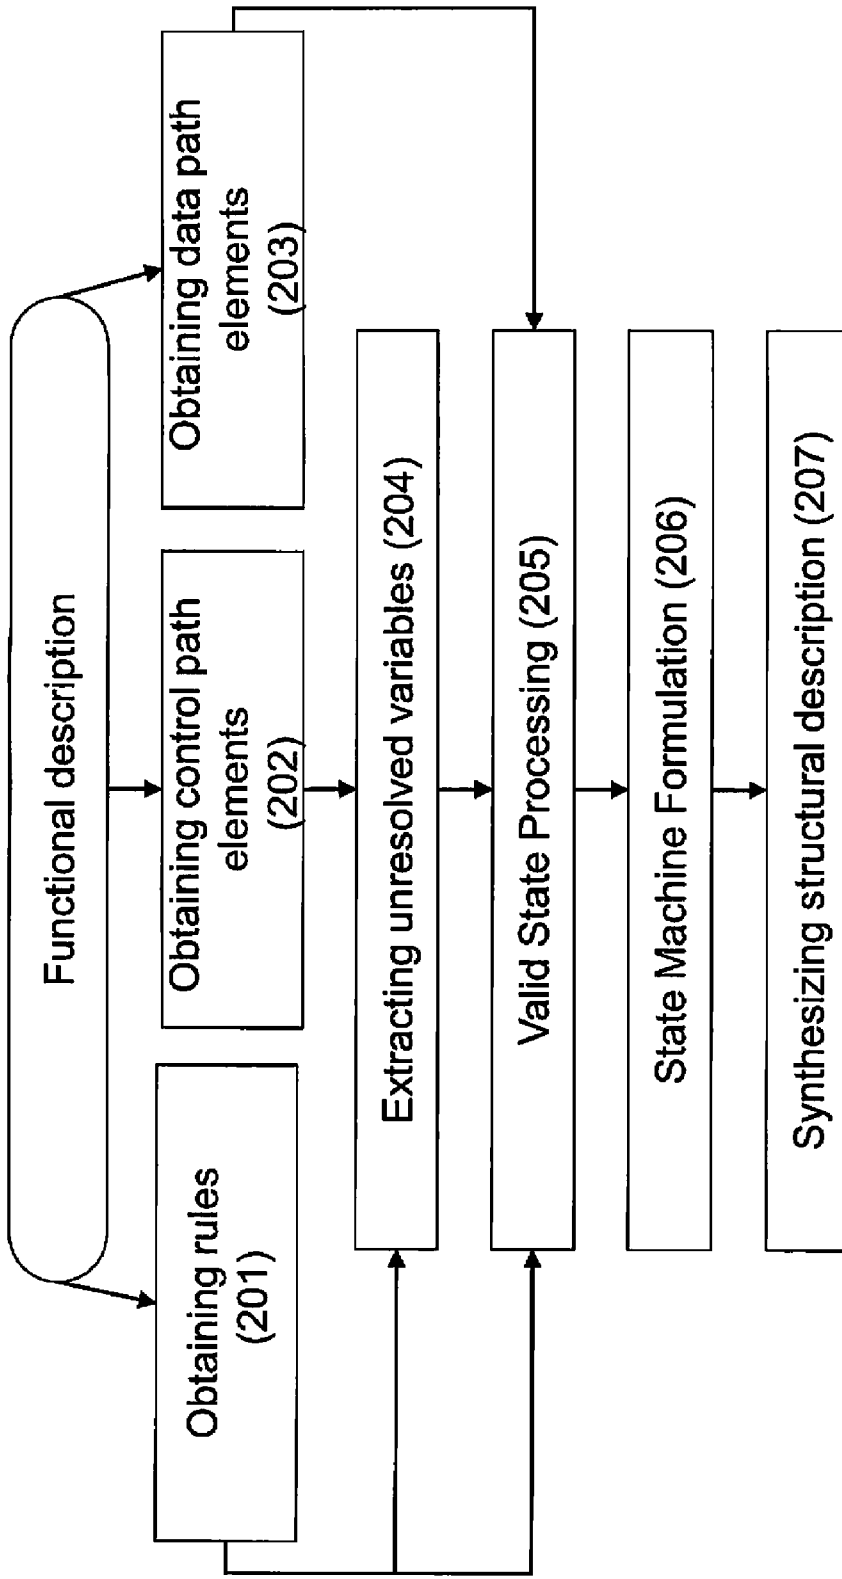 Functional description
Obtaining rules
(201)
Obtaining control path
elements
(202)
Obtaining data path
elements
(203)
Extracting unresolved variables (204)
Valid State Processing (205)
State Machine Formulation (206)
Synthesizing structural description (207)